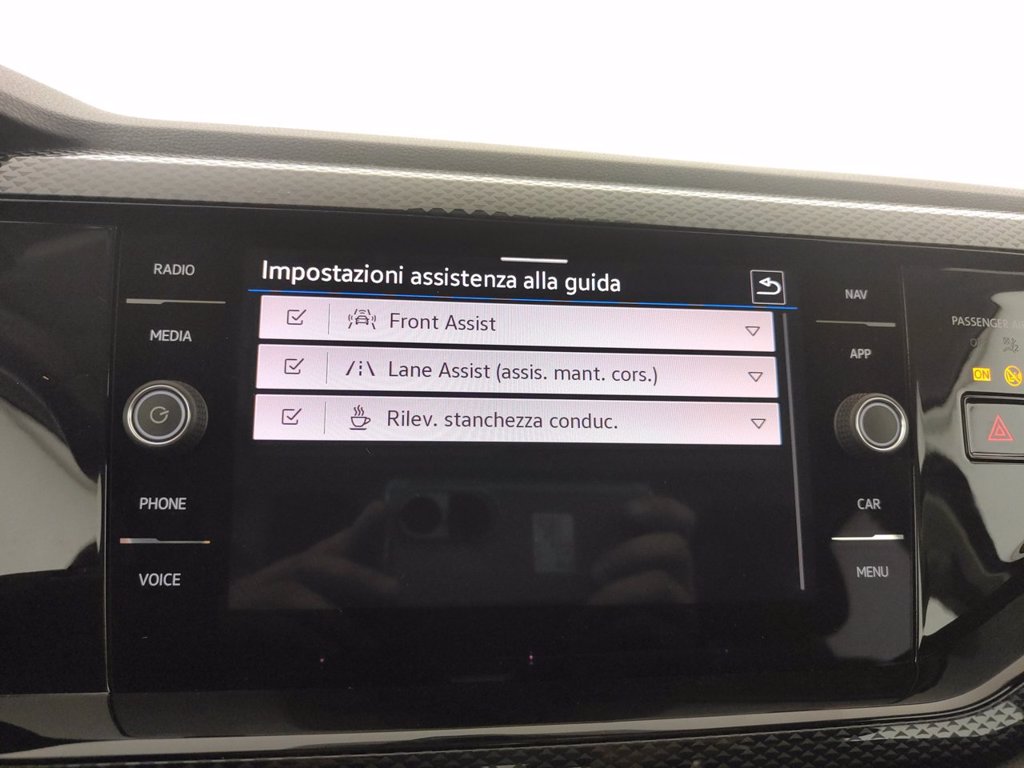 RADIO
MEDIA
PHONE
VOICE
Impostazioni assistenza alla guida
Front Assist
Lane Assist (assis. mant. cors.)
Rilev. stanchezza conduc.
NAV
APP
CAR
MENU
PASSENGER
ON